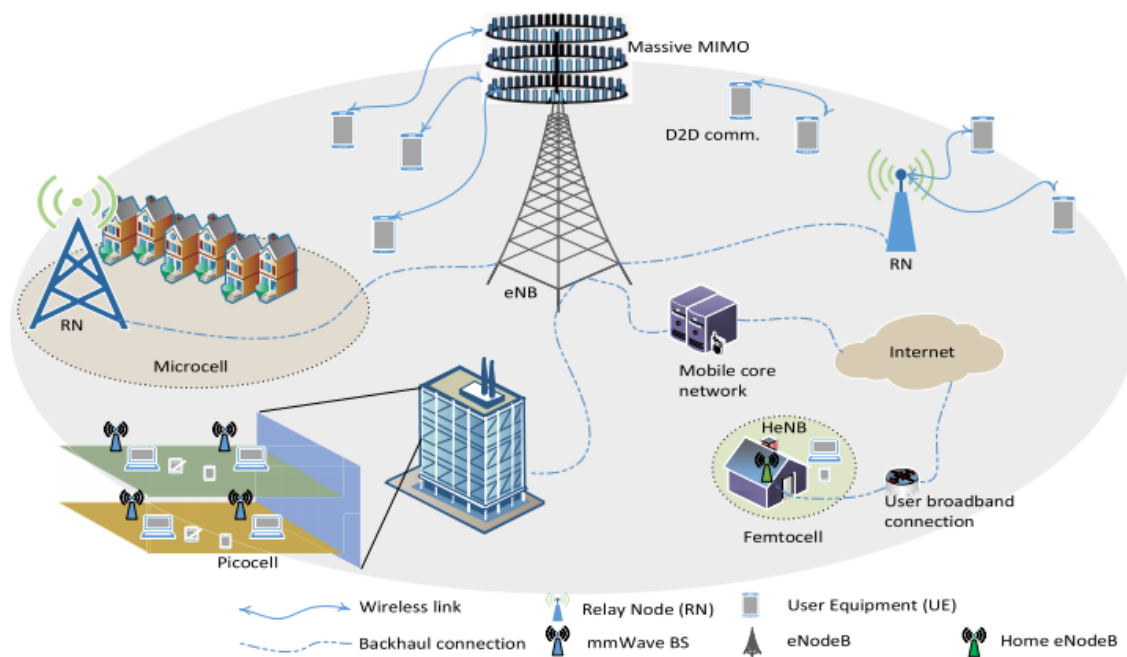 Massive MIMO
D2D comm.
RN
eNB
RN
Microcell
Mobile core
network
Internet
HeNB
User broadband
connection
Femtocell
Picocell
Wireless link
Relay Node (RN)
User Equipment (UE)
Backhaul connection
mmWave BS
eNodeB
Home eNodeB